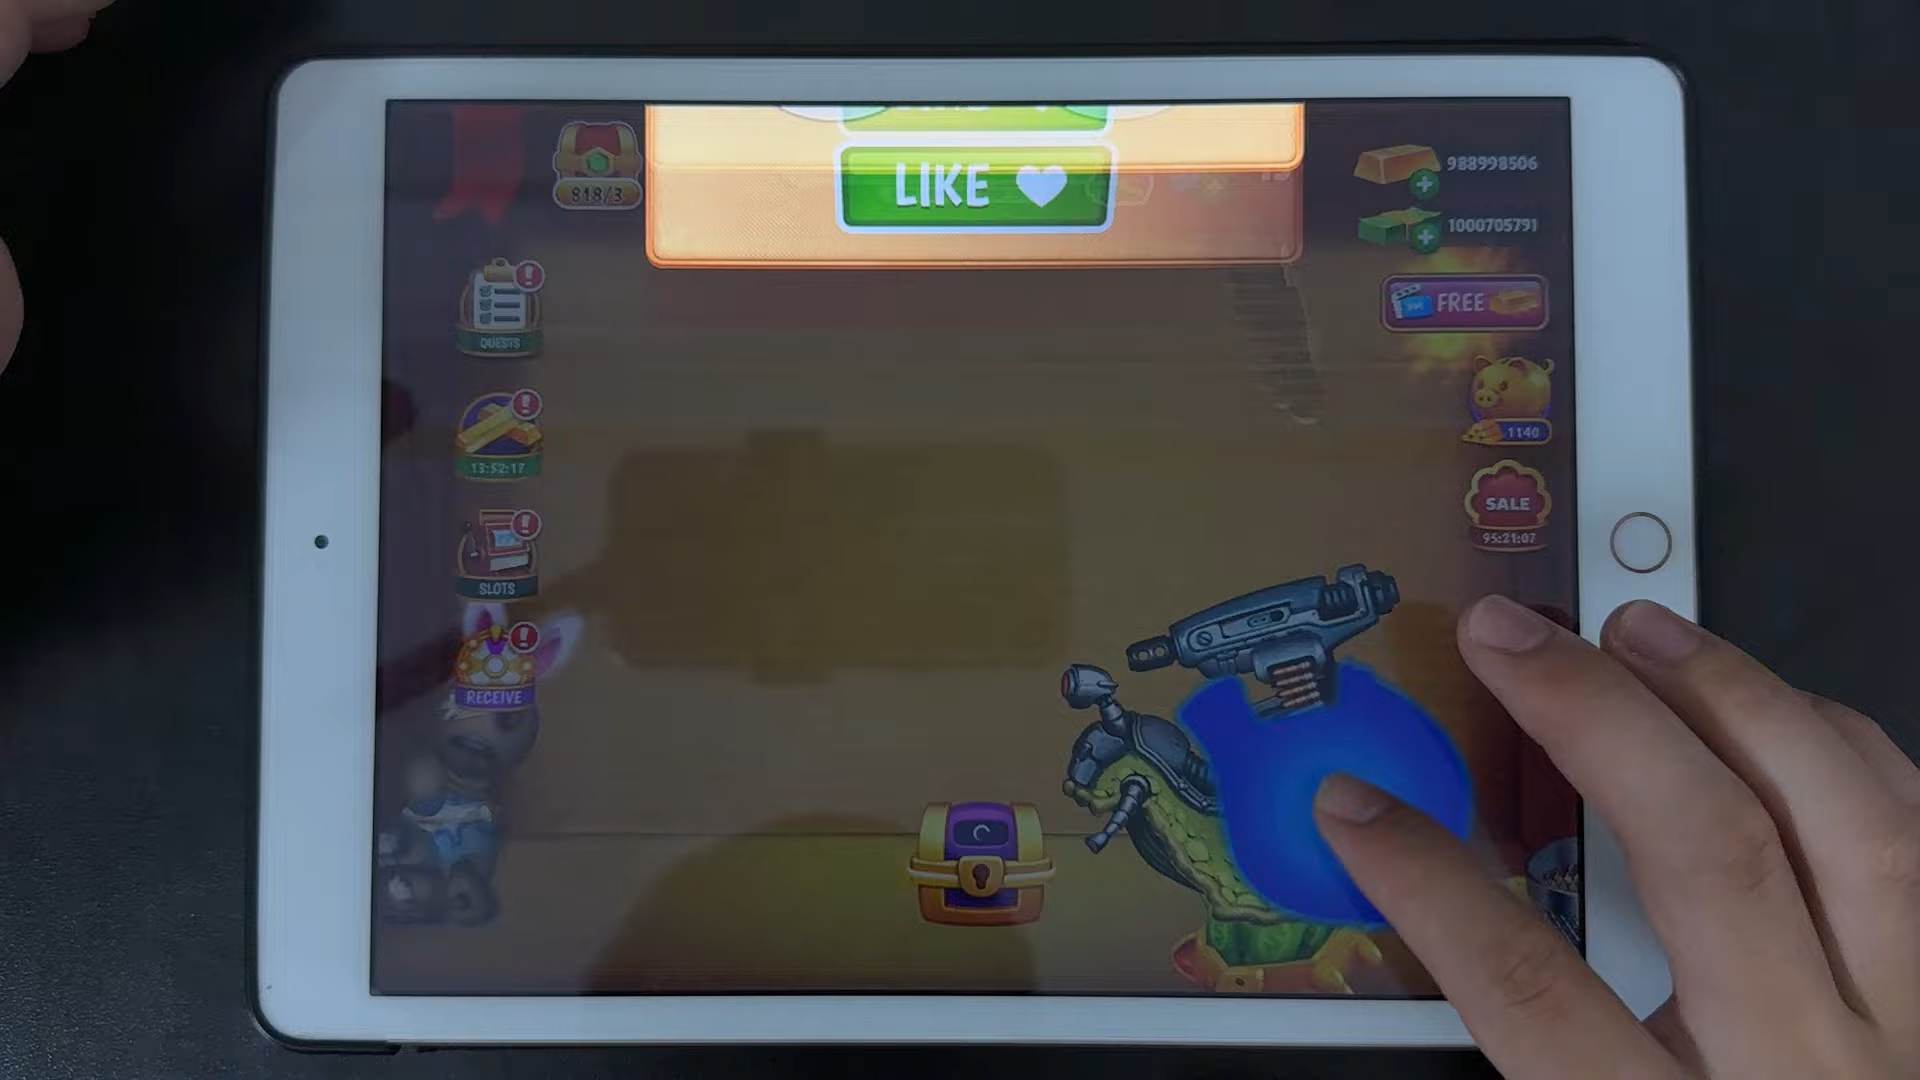 LIKE
818/3
988998506
1000705791
QUESTS
FREE
13:52:17
1140
SALE
95:21:07
SLOTS
RECEIVE